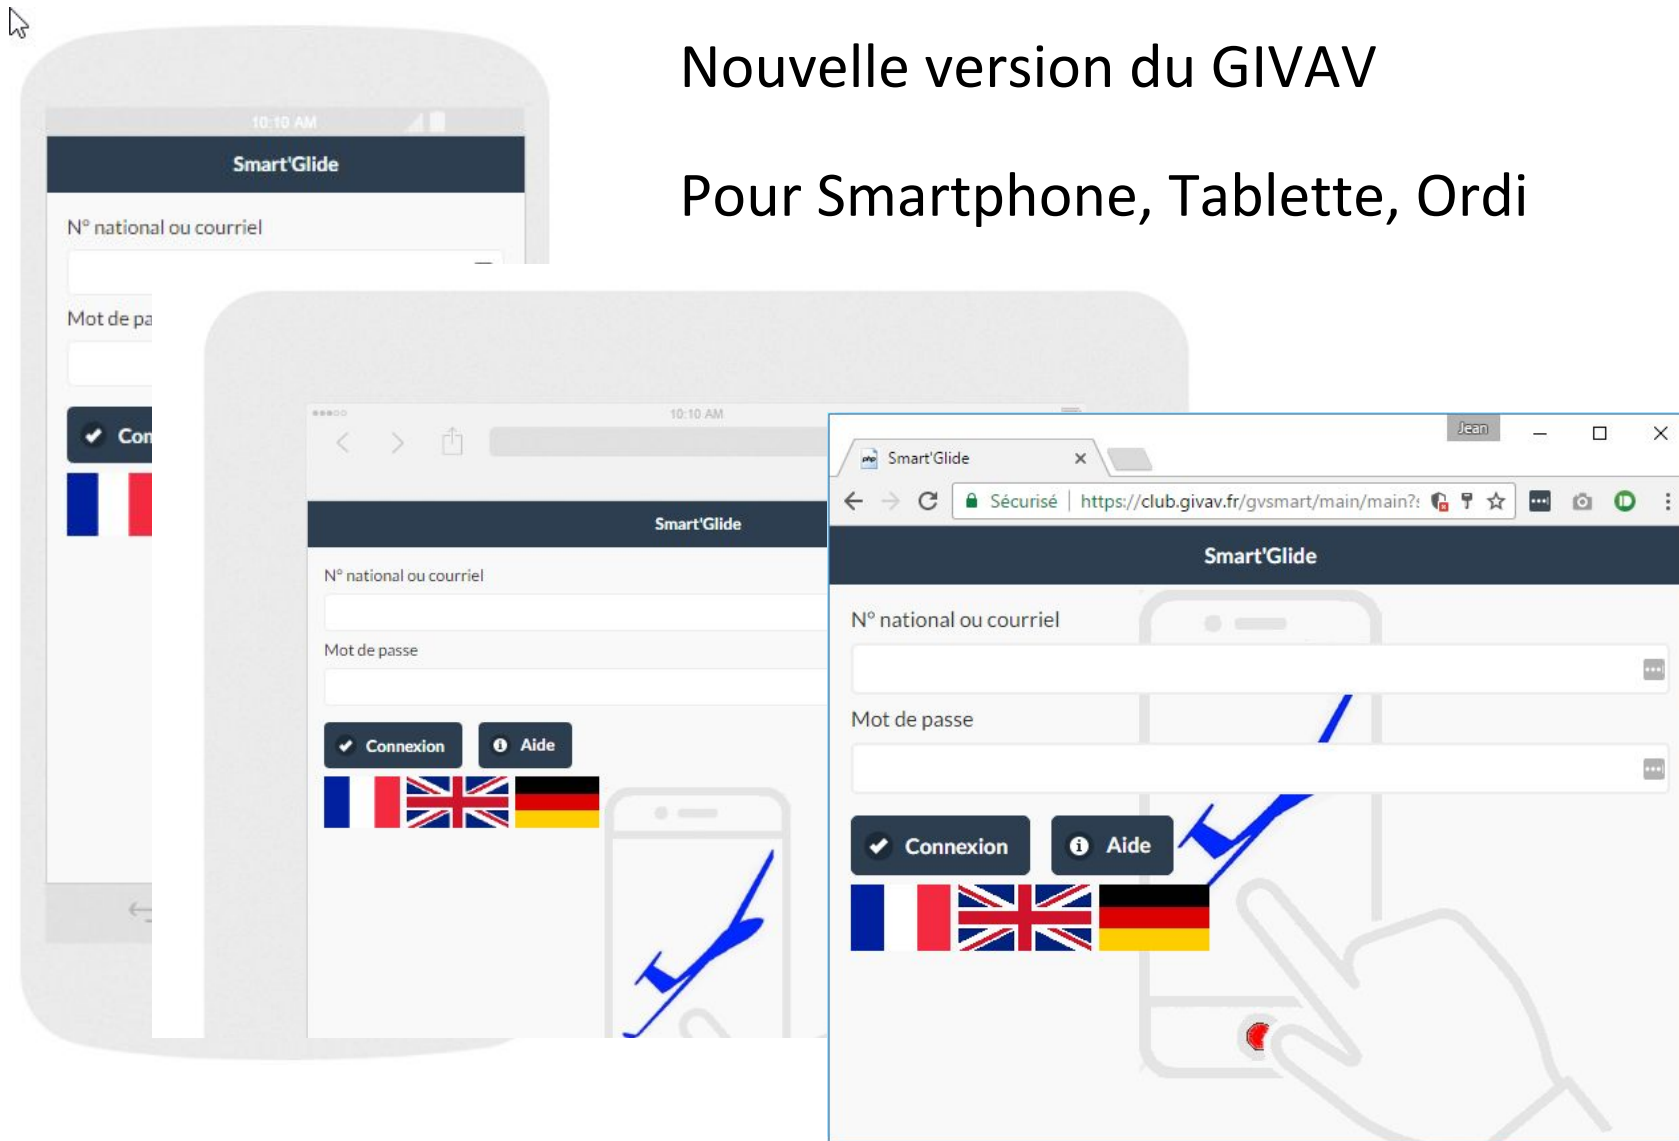 Nouvelle version du GIVAV
Pour Smartphone, Tablette, Ordi
10:10 AM
Smart'Glide
N° national ou courriel
Mot de pa
Con
10:10 AM
Smart'Glide
N° national ou courriel
Mot de passe
Connexion
Aide
Jean
php
Smart'Glide
Sécurisé | https://club.givav.fr/gvsmart/main/main?
Smart'Glide
N° national ou courriel
Mot de passe
Connexion
Aide